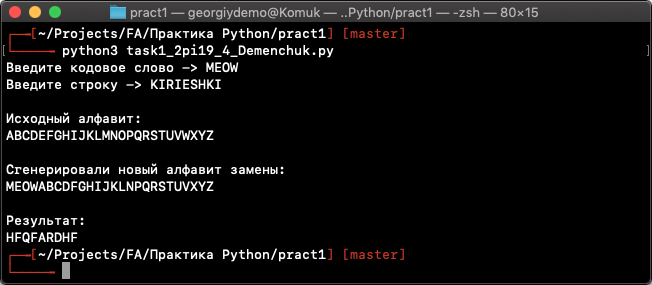 pract1 — georgiydemo@Komuk — ..Python/pract1 — -zsh — 80×15
[~/Projects/FA/Практика Python/pract1] [master]
python3 task1_2pi19_4_Demenchuk.py
Введите кодовое слово -> MEOW
Введите строку -> KIRIESHKI
Исходный алфавит:
ABCDEFGHIJKLMNOPQRSTUVWXYZ
Сгенерировали новый алфавит замены:
MEOWABCDFGHIJKLNPQRSTUVXYZ
Результат:
HFQFARDHF
[~/Projects/FA/Практика Python/pract1] [master]